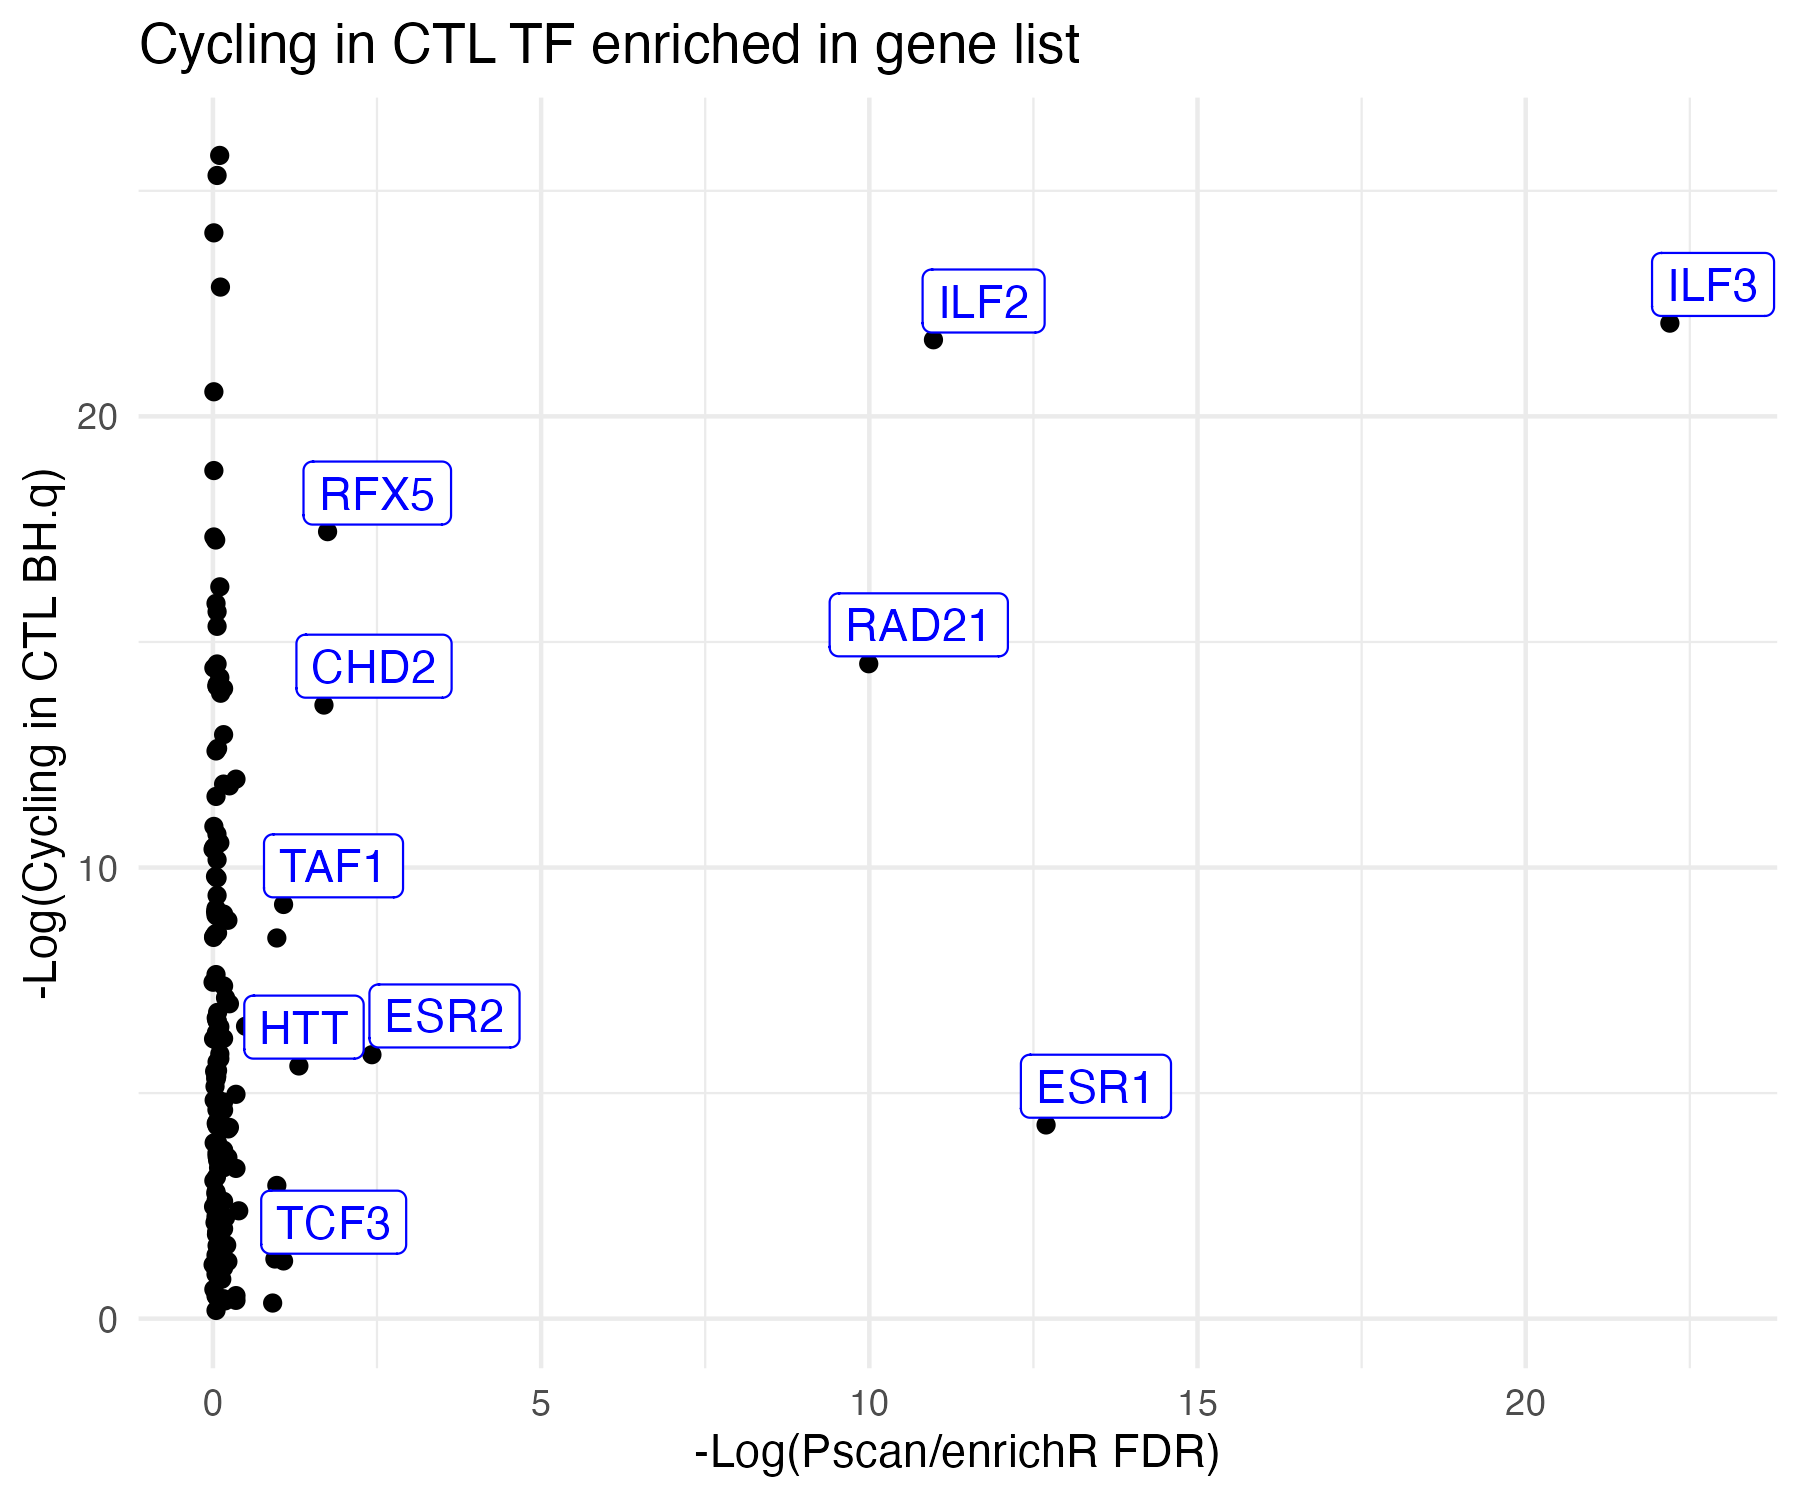 Cycling in CTL TF enriched in gene list
ILF3
ILF2
20
RFX5
RAD21
CHD2
TAF1
10
ESR2
HTT
ESR1
TCF3
0
-Log(Cycling in CTL BH.q)
0 5 10 15 20
-Log(Pscan/enrichR FDR)